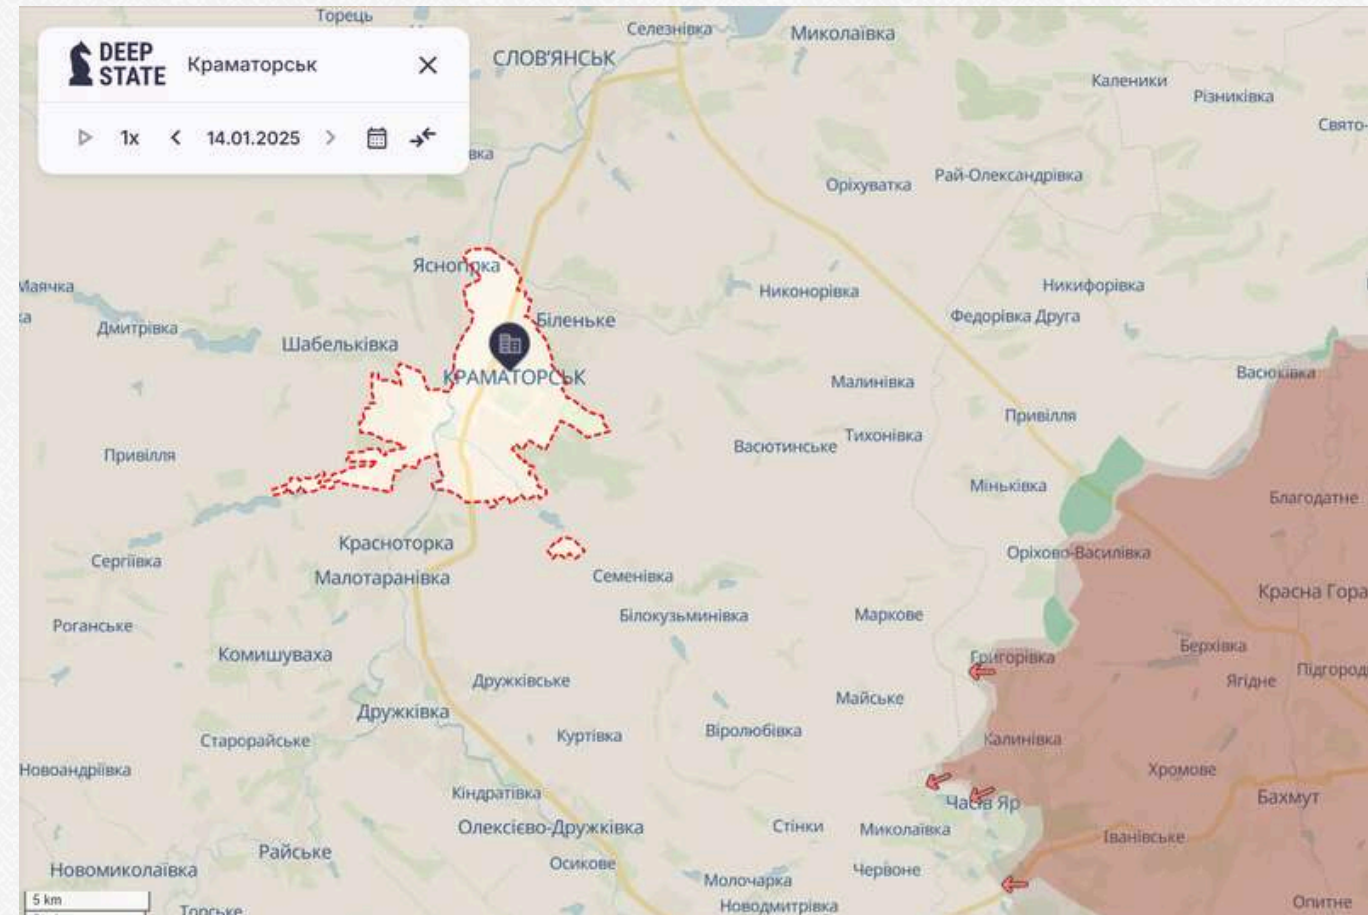 DEEP
STATE
Краматорськ
1x
14.01.2025
Торець
Селезнівка
Миколаївка
СЛОВ'ЯНСЬК
Каленики
Різниківка
Свято-
вка
Оріхуватка
Рай-Олександрівка
Ясногірка
Маячка
Никонорівка
Никифорівка
Федорівка Друга
Біленьке
Дмитрівка
Шабельківка
КРАМАТОРСЬК
Малинівка
Васюківка
Привілля
Тихонівка
Васютинське
Привілля
Міньківка
Благодатне
Красноторка
Оріхово-Василівка
Сергіївка
Малотаранівка
Семенівка
Красна Гора
Білокузьминівка
Маркове
Роганське
Комишуваха
Григорівка
Берхівка
Підгород
Ягідне
Дружківське
Майське
Дружківка
Віролюбівка
Куртівка
Старорайське
Калинівка
Новоандріївка
Хромове
Кіндратівка
Часів Яр
Бахмут
Олексієво-Дружківка
Стінки
Миколаївка
Іванівське
Райське
Осикове
Новомиколаївка
Червоне
Молочарка
5 km
Торське
Новодмитрівка
Опитне